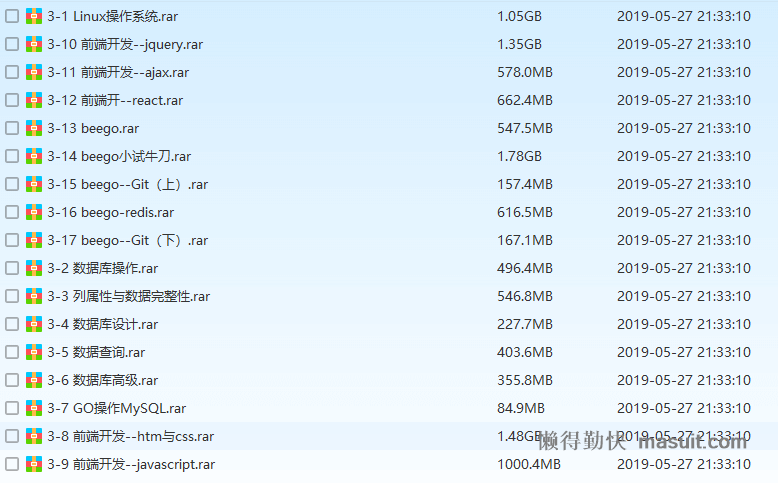 3-1 Linux操作系统.rar 1.05GB 2019-05-27 21:33:10
3-10 前端开发--jquery.rar 1.35GB 2019-05-27 21:33:10
3-11 前端开发--ajax.rar 578.0MB 2019-05-27 21:33:10
3-12 前端开--react.rar 662.4MB 2019-05-27 21:33:10
3-13 beego.rar 547.5MB 2019-05-27 21:33:10
3-14 beego小试牛刀.rar 1.78GB 2019-05-27 21:33:10
3-15 beego--Git（上）.rar 157.4MB 2019-05-27 21:33:10
3-16 beego-redis.rar 616.5MB 2019-05-27 21:33:10
3-17 beego--Git（下）.rar 167.1MB 2019-05-27 21:33:10
3-2 数据库操作.rar 496.4MB 2019-05-27 21:33:10
3-3 列属性与数据完整性.rar 546.8MB 2019-05-27 21:33:10
3-4 数据库设计.rar 227.7MB 2019-05-27 21:33:10
3-5 数据查询.rar 403.6MB 2019-05-27 21:33:10
3-6 数据库高级.rar 355.8MB 2019-05-27 21:33:10
3-7 GO操作MySQL.rar 84.9MB 2019-05-27 21:33:10
3-8 前端开发--htm与css.rar 1.48GB 2019-05-27 21:33:10
懒得勤快 masuit.com
3-9 前端开发--javascript.rar 1000.4MB 2019-05-27 21:33:10